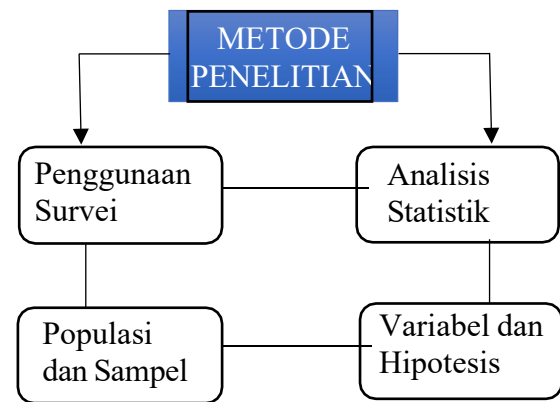 METODE
PENELITIAN
Penggunaan
Survei
Analisis
Statistik
Populasi
dan Sampel
Variabel dan
Hipotesis